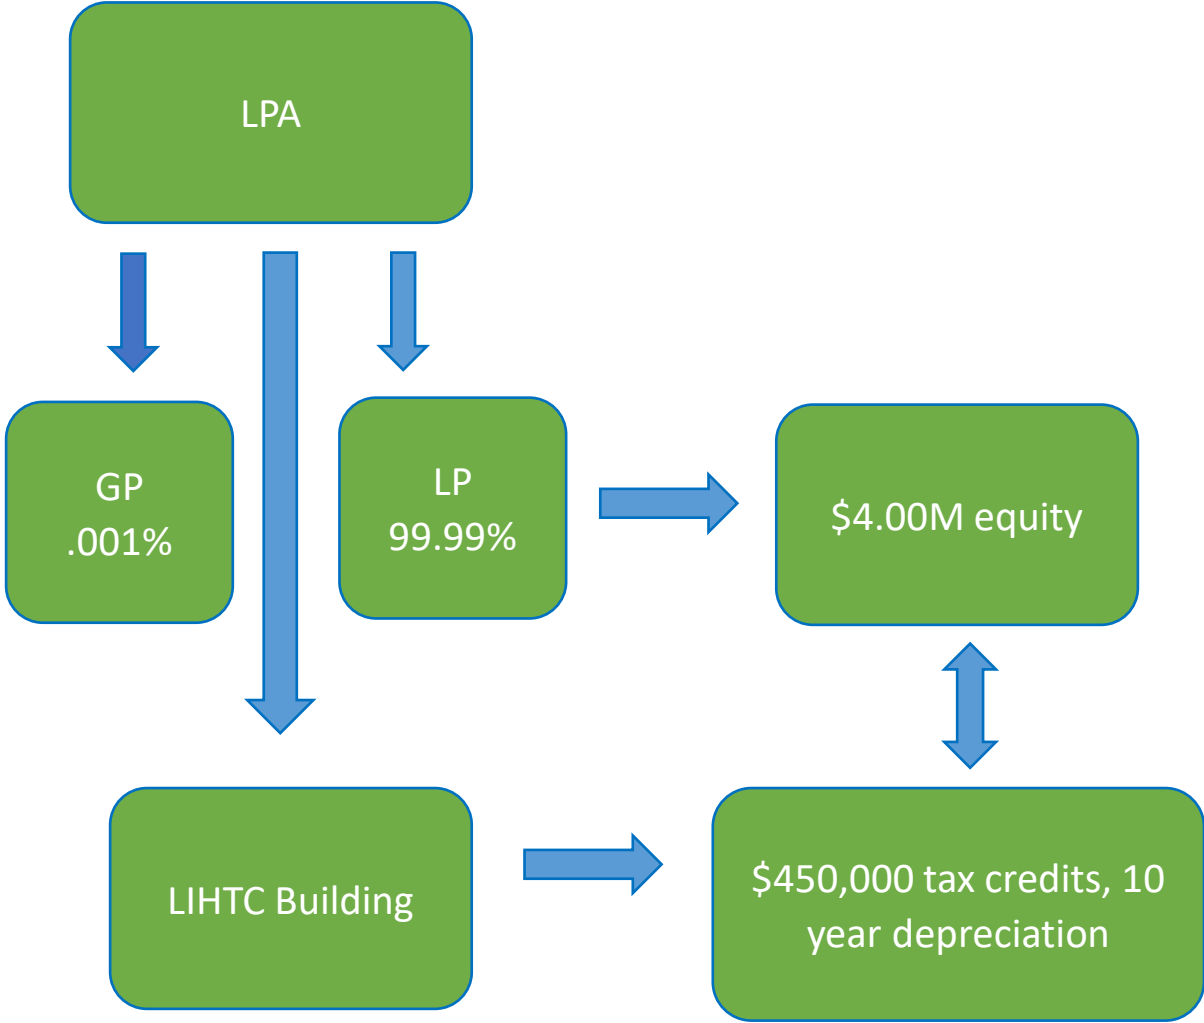 LPA
GP
.001%
LP
99.99%
$4.00M equity
LIHTC Building
$450,000 tax credits, 10
year depreciation